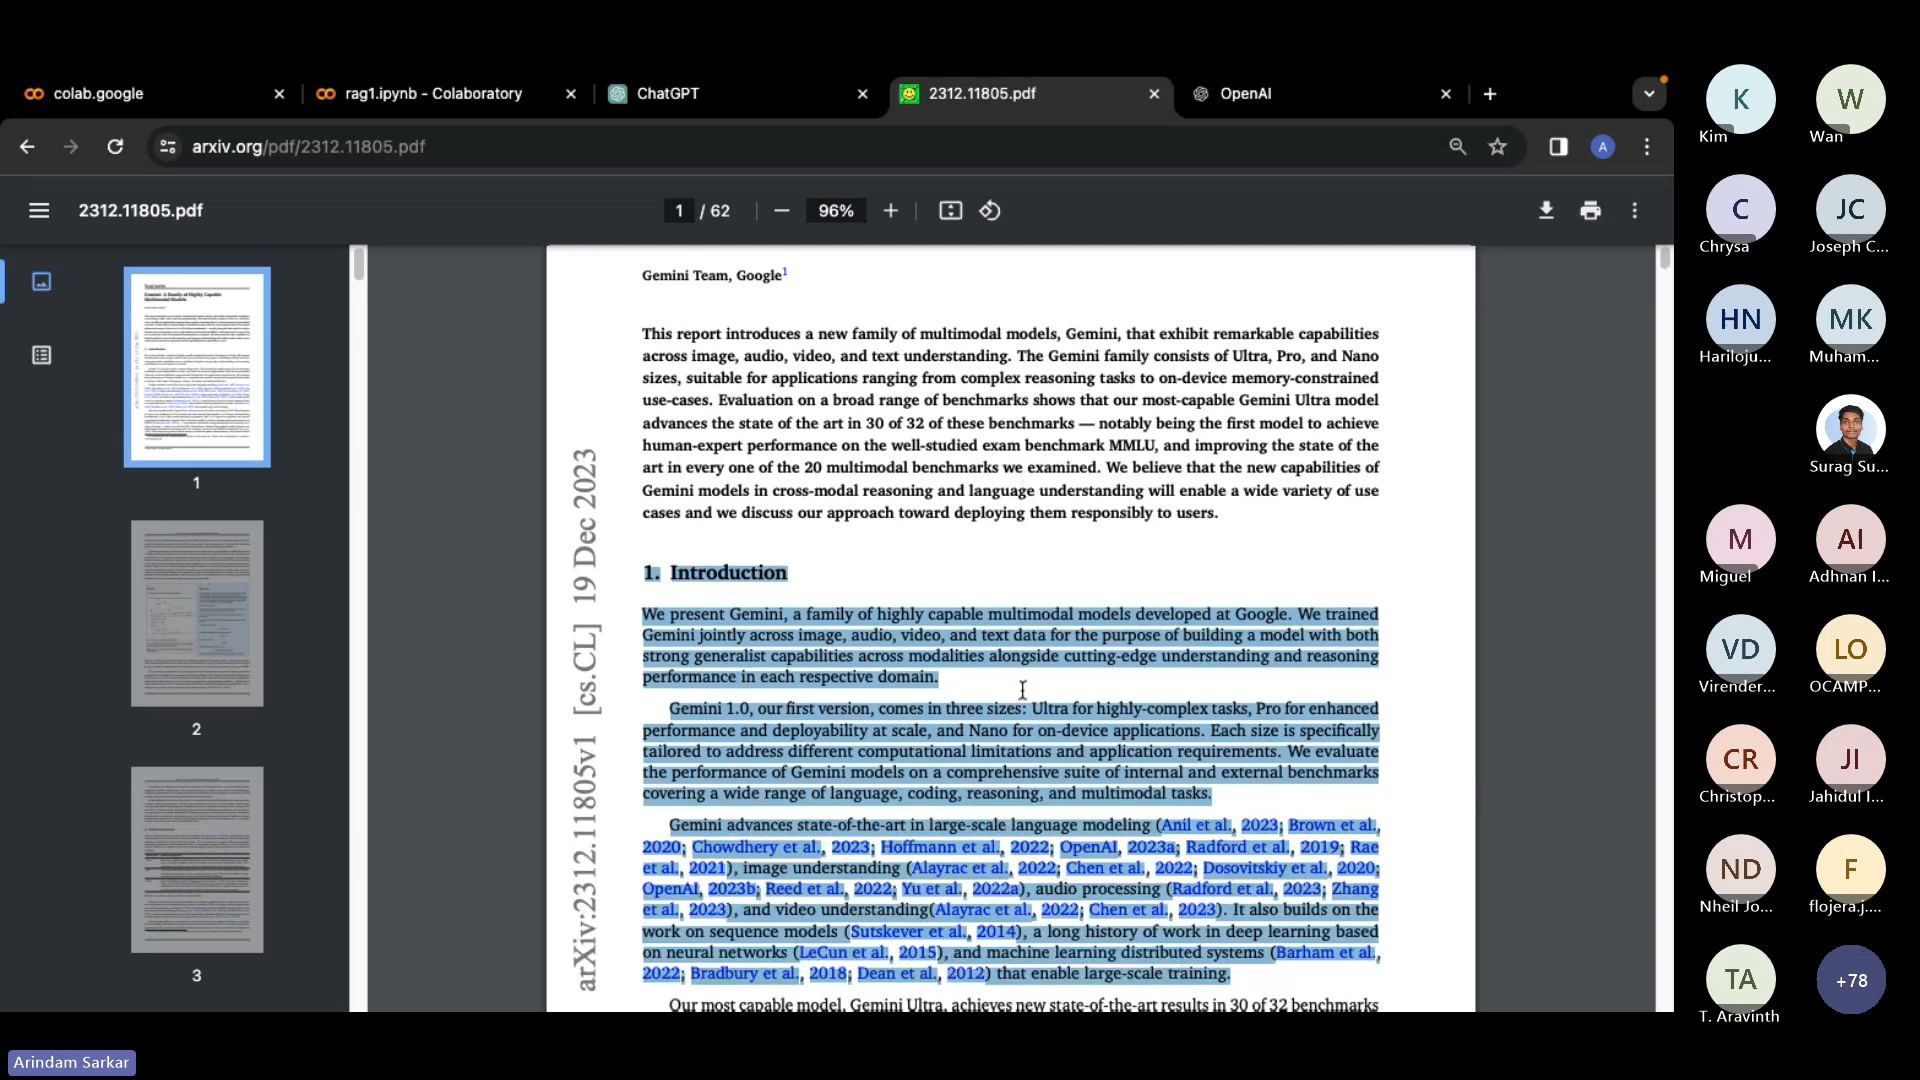 colab.google
rag1.ipynb - Colaboratory
ChatGPT
2312.11805.pdf
OpenAI
arxiv.org/pdf/2312.11805.pdf
A
2312.11805.pdf
1 / 62
96%
1
2
3
arXiv:2312.11805v1 [cs.CL] 19 Dec 2023
Gemini Team, Google1
This report introduces a new family of multimodal models, Gemini, that exhibit remarkable capabilities
across image, audio, video, and text understanding. The Gemini family consists of Ultra, Pro, and Nano
sizes, suitable for applications ranging from complex reasoning tasks to on-device memory-constrained
use-cases. Evaluation on a broad range of benchmarks shows that our most-capable Gemini Ultra model
advances the state of the art in 30 of 32 of these benchmarks — notably being the first model to achieve
human-expert performance on the well-studied exam benchmark MMLU, and improving the state of the
art in every one of the 20 multimodal benchmarks we examined. We believe that the new capabilities of
Gemini models in cross-modal reasoning and language understanding will enable a wide variety of use
cases and we discuss our approach toward deploying them responsibly to users.
1. Introduction
We present Gemini, a family of highly capable multimodal models developed at Google. We trained
Gemini jointly across image, audio, video, and text data for the purpose of building a model with both
strong generalist capabilities across modalities alongside cutting-edge understanding and reasoning
performance in each respective domain.
Gemini 1.0, our first version, comes in three sizes: Ultra for highly-complex tasks, Pro for enhanced
performance and deployability at scale, and Nano for on-device applications. Each size is specifically
tailored to address different computational limitations and application requirements. We evaluate
the performance of Gemini models on a comprehensive suite of internal and external benchmarks
covering a wide range of language, coding, reasoning, and multimodal tasks.
Gemini advances state-of-the-art in large-scale language modeling (Anil et al., 2023; Brown et al.,
2020; Chowdhery et al., 2023; Hoffmann et al., 2022; OpenAI, 2023a; Radford et al., 2019; Rae
et al., 2021), image understanding (Alayrac et al., 2022; Chen et al., 2022; Dosovitskiy et al., 2020;
OpenAI, 2023b; Reed et al., 2022; Yu et al., 2022a), audio processing (Radford et al., 2023; Zhang
et al., 2023), and video understanding(Alayrac et al., 2022; Chen et al., 2023). It also builds on the
work on sequence models (Sutskever et al., 2014), a long history of work in deep learning based
on neural networks (LeCun et al., 2015), and machine learning distributed systems (Barham et al.,
2022; Bradbury et al., 2018; Dean et al., 2012) that enable large-scale training.
Our most capable model, Gemini Ultra, achieves new state-of-the-art results in 30 of 32 benchmarks
K
Kim
W
Wan
C
Chrysa
JC
Joseph C...
HN
Hariloju...
MK
Muham...
Surag Su...
M
Miguel
AI
Adhnan I...
VD
Virender...
LO
OCAMP...
CR
Christop...
JI
Jahidul I...
ND
Nheil Jo...
F
flojera.j....
TA
T. Aravinth
+78
Arindam Sarkar